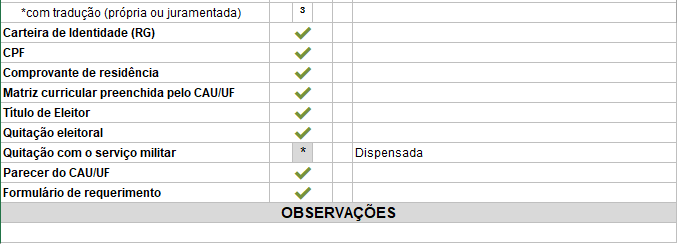 *com tradução (própria ou juramentada) ³
Carteira de Identidade (RG)
CPF
Comprovante de residência
Matriz curricular preenchida pelo CAU/UF
Título de Eleitor
Quitação eleitoral
Quitação com o serviço militar * Dispensada
Parecer do CAU/UF
Formulário de requerimento
OBSERVAÇÕES